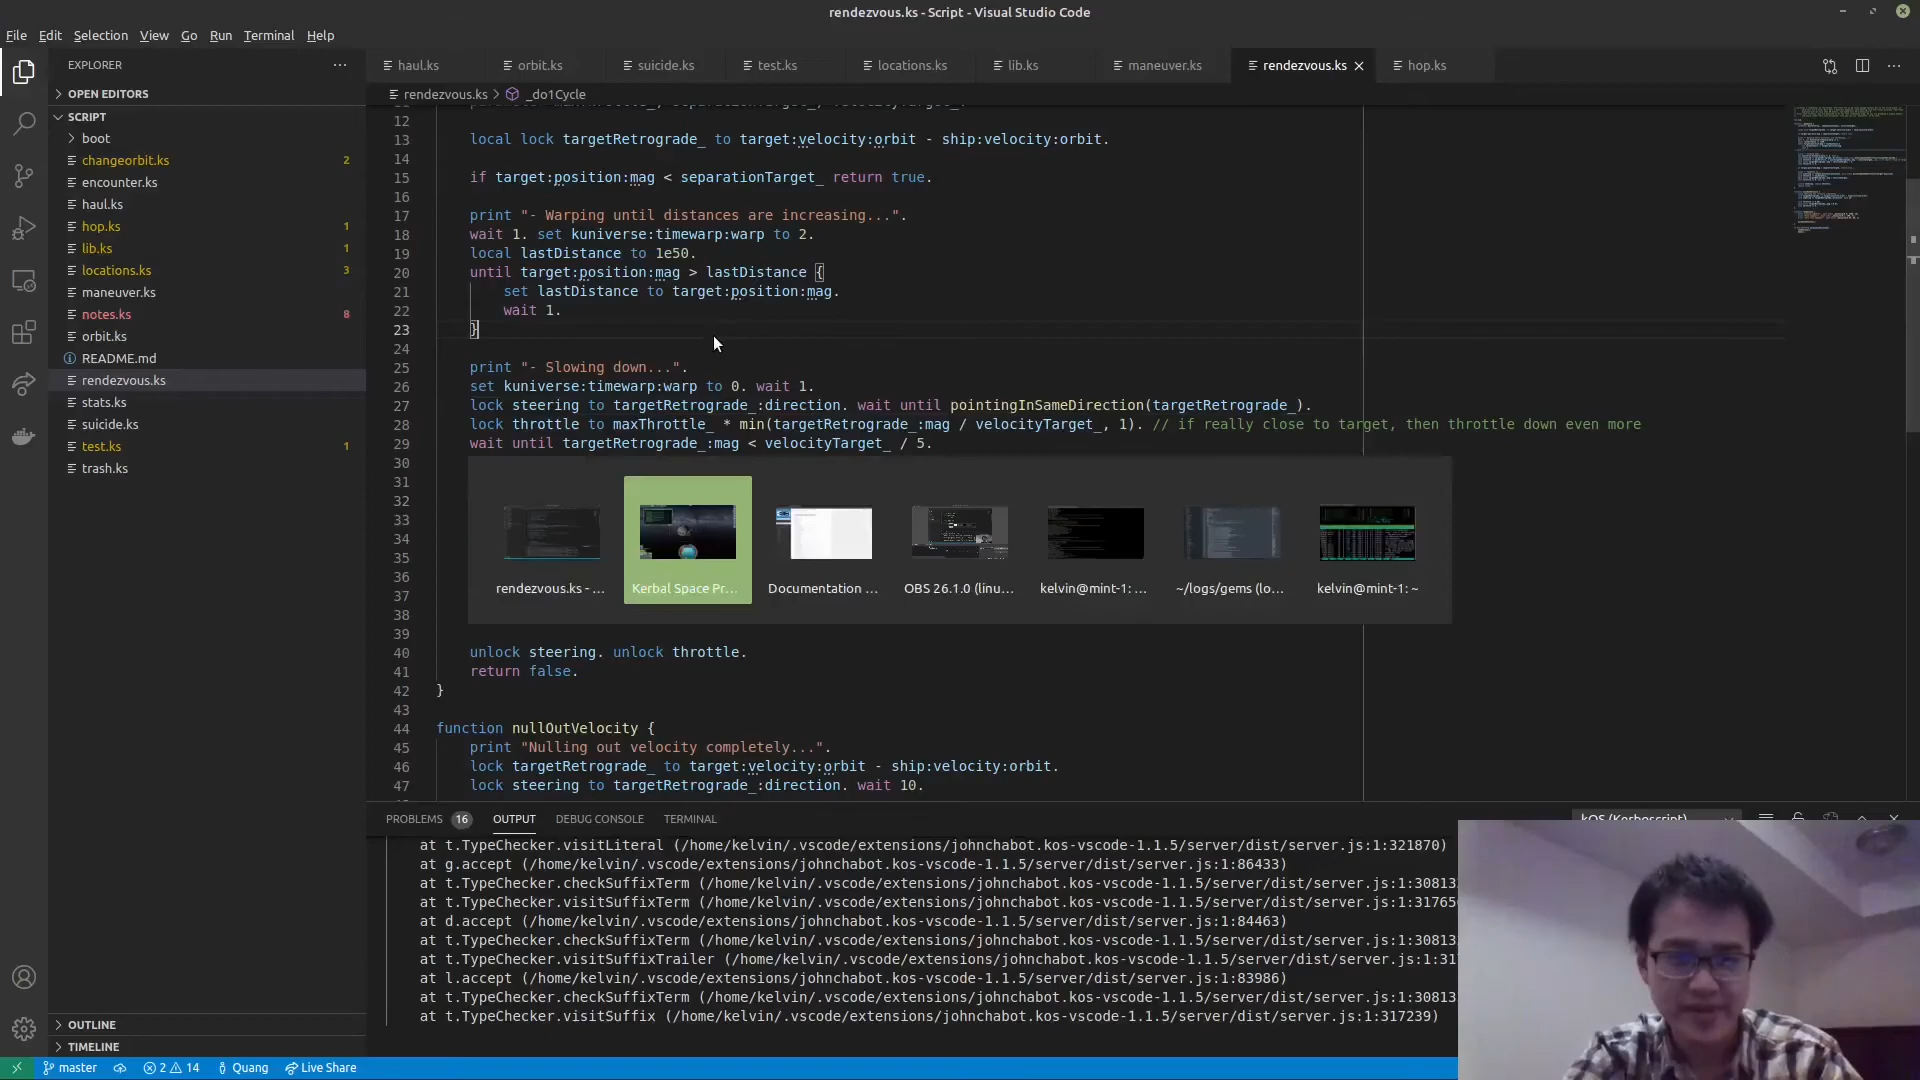 rendezvous.ks - Script - Visual Studio Code
File Edit Selection View Go Run Terminal Help
EXPLORER
haul.ks orbit.ks suicide.ks test.ks locations.ks lib.ks maneuver.ks rendezvous.ks hop.ks
OPEN EDITORS
rendezvous.ks > _do1Cycle
SCRIPT
boot
changeorbit.ks 2
encounter.ks
haul.ks
hop.ks 1
lib.ks 1
locations.ks 3
maneuver.ks
notes.ks 8
orbit.ks
README.md
rendezvous.ks
stats.ks
suicide.ks
test.ks 1
trash.ks
OUTLINE
TIMELINE
12
13 local lock targetRetrograde_ to target:velocity:orbit - ship:velocity:orbit.
14
15 if target:position:mag < separationTarget_ return true.
16
17 print "- Warping until distances are increasing...".
18 wait 1. set kuniverse:timewarp:warp to 2.
19 local lastDistance to 1e50.
20 until target:position:mag > lastDistance {
21 set lastDistance to target:position:mag.
22 wait 1.
23 }
24
25 print "- Slowing down...".
26 set kuniverse:timewarp:warp to 0. wait 1.
27 lock steering to targetRetrograde_:direction. wait until pointingInSameDirection(targetRetrograde_).
28 lock throttle to maxThrottle_ * min(targetRetrograde_:mag / velocityTarget_, 1). // if really close to target, then throttle down even more
29 wait until targetRetrograde_:mag < velocityTarget_ / 5.
30
31
32
33
34
35
36
37
38
39
rendezvous.ks - ... Kerbal Space Pr... Documentation ... OBS 26.1.0 (linu... kelvin@mint-1: ... ~/logs/gems (lo... kelvin@mint-1: ~
40 unlock steering. unlock throttle.
41 return false.
42 }
43
44 function nullOutVelocity {
45 print "Nulling out velocity completely...".
46 lock targetRetrograde_ to target:velocity:orbit - ship:velocity:orbit.
47 lock steering to targetRetrograde_:direction. wait 10.
PROBLEMS 16 OUTPUT DEBUG CONSOLE TERMINAL kOS (Kerboscript)
at t.TypeChecker.visitLiteral (/home/kelvin/.vscode/extensions/johnchabot.kos-vscode-1.1.5/server/dist/server.js:1:321870)
at g.accept (/home/kelvin/.vscode/extensions/johnchabot.kos-vscode-1.1.5/server/dist/server.js:1:86433)
at t.TypeChecker.checkSuffixTerm (/home/kelvin/.vscode/extensions/johnchabot.kos-vscode-1.1.5/server/dist/server.js:1:30813
at t.TypeChecker.visitSuffixTerm (/home/kelvin/.vscode/extensions/johnchabot.kos-vscode-1.1.5/server/dist/server.js:1:31765
at d.accept (/home/kelvin/.vscode/extensions/johnchabot.kos-vscode-1.1.5/server/dist/server.js:1:84463)
at t.TypeChecker.checkSuffixTerm (/home/kelvin/.vscode/extensions/johnchabot.kos-vscode-1.1.5/server/dist/server.js:1:30813
at t.TypeChecker.visitSuffixTrailer (/home/kelvin/.vscode/extensions/johnchabot.kos-vscode-1.1.5/server/dist/server.js:1:31
at l.accept (/home/kelvin/.vscode/extensions/johnchabot.kos-vscode-1.1.5/server/dist/server.js:1:83986)
at t.TypeChecker.checkSuffixTerm (/home/kelvin/.vscode/extensions/johnchabot.kos-vscode-1.1.5/server/dist/server.js:1:30813
at t.TypeChecker.visitSuffix (/home/kelvin/.vscode/extensions/johnchabot.kos-vscode-1.1.5/server/dist/server.js:1:317239)
master 2 14 Quang Live Share